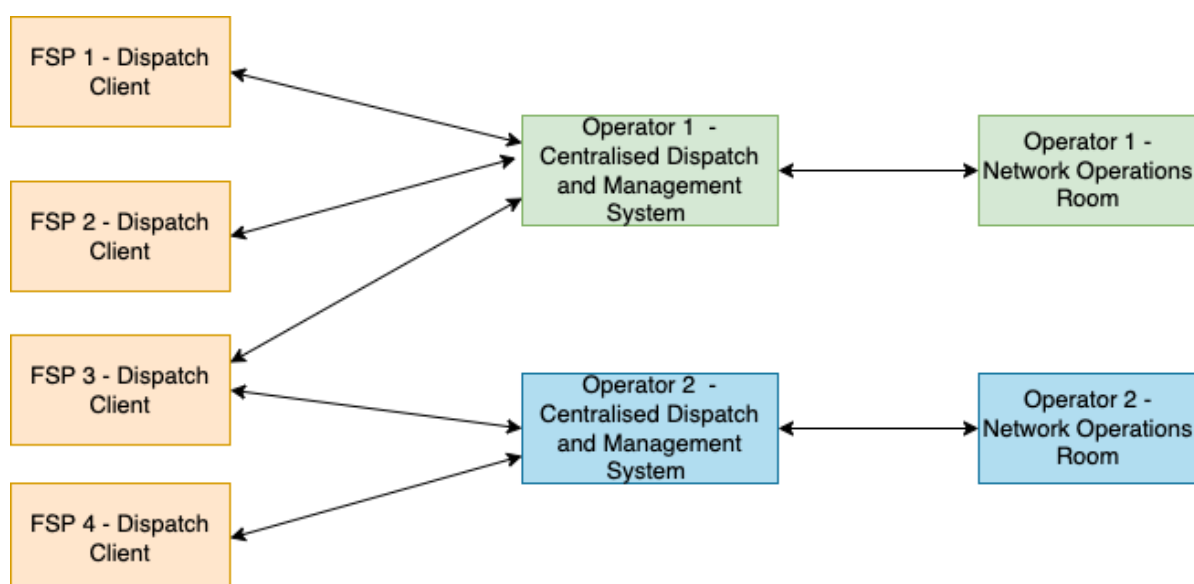 FSP 1 - Dispatch
Client
FSP 2 - Dispatch
Client
FSP 3 - Dispatch
Client
FSP 4 - Dispatch
Client
Operator 1 -
Centralised Dispatch
and Management
System
Operator 2 -
Centralised Dispatch
and Management
System
Operator 1 -
Network Operations
Room
Operator 2 -
Network Operations
Room